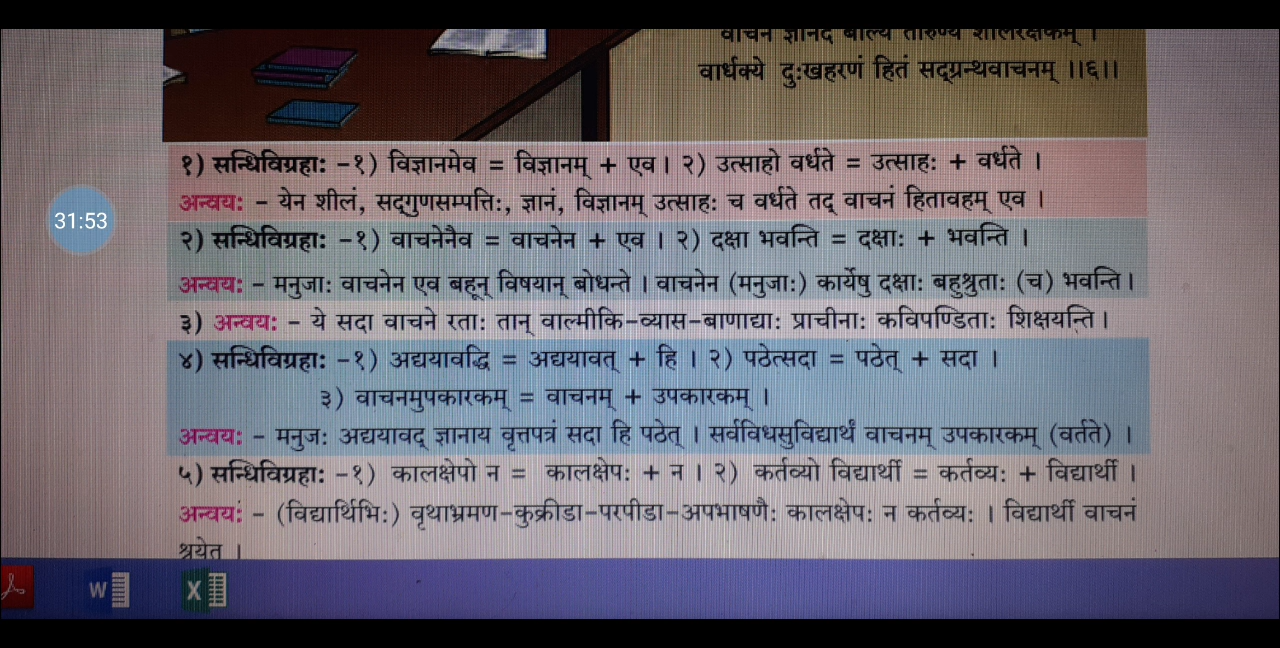 वाचनं ज्ञानदं बाल्ये तारुण्ये शीलरक्षकम् ।
वार्धक्ये दुःखहरणं हितं सद्ग्रन्थवाचनम् ।।६।।
१) सन्धिविग्रहाः -१) विज्ञानमेव = विज्ञानम् + एव। २) उत्साहो वर्धते = उत्साहः + वर्धते ।
अन्वयः - येन शीलं, सद्गुणसम्पत्तिः, ज्ञानं, विज्ञानम् उत्साहः च वर्धते तद् वाचनं हितावहम् एव ।
31:53
२) सन्धिविग्रहाः -१) वाचनेनैव = वाचनेन + एव । २) दक्षा भवन्ति = दक्षाः + भवन्ति ।
अन्वयः - मनुजाः वाचनेन एव बहून् विषयान् बोधन्ते । वाचनेन (मनुजाः) कार्येषु दक्षाः बहुश्रुताः (च) भवन्ति।
३) अन्वयः - ये सदा वाचने रताः तान् वाल्मीकि-व्यास-बाणाद्याः प्राचीनाः कविपण्डिताः शिक्षयन्ति।
४) सन्धिविग्रहाः -१) अद्ययावद्धि = अद्ययावत् + हि । २) पठेत्सदा = पठेत् + सदा ।
३) वाचनमुपकारकम् = वाचनम् + उपकारकम् ।
अन्वयः - मनुजः अद्ययावद् ज्ञानाय वृत्तपत्रं सदा हि पठेत् । सर्वविधसुविद्यार्थं वाचनम् उपकारकम् (वर्तते) ।
५) सन्धिविग्रहाः -१) कालक्षेपो न = कालक्षेपः + न । २) कर्तव्यो विद्यार्थी = कर्तव्यः + विद्यार्थी ।
अन्वयः - (विद्यार्थिभिः) वृथाभ्रमण-कुक्रीडा-परपीडा-अपभाषणैः कालक्षेपः न कर्तव्यः । विद्यार्थी वाचनं
श्रयेत ।
W X